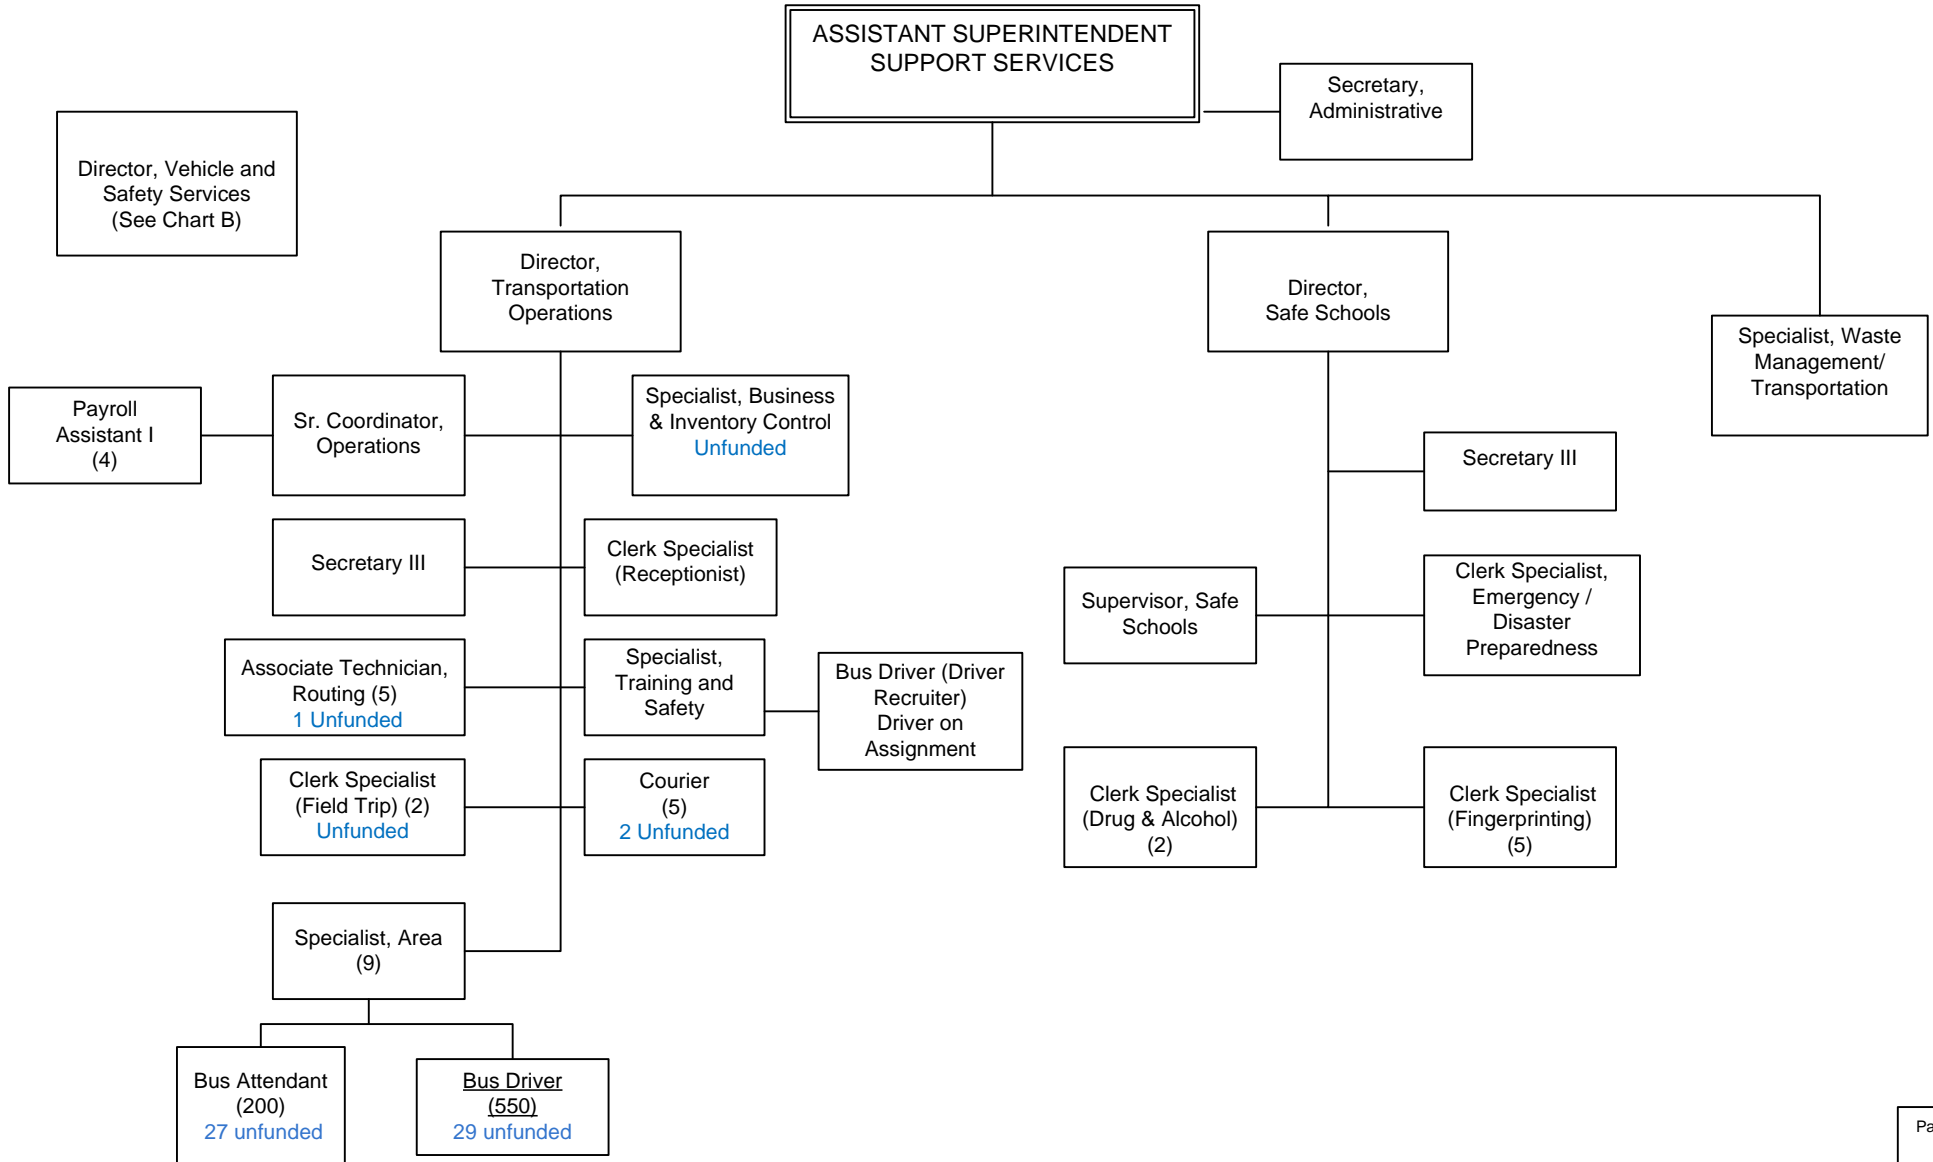 ASSISTANT SUPERINTENDENT
SUPPORT SERVICES
Secretary,
Administrative
Director, Vehicle and
Safety Services
(See Chart B)
Director,
Transportation
Operations
Director,
Safe Schools
Specialist, Waste
Management/
Transportation
Payroll
Assistant I
(4)
Sr. Coordinator,
Operations
Specialist, Business
& Inventory Control
Unfunded
Secretary III
Secretary III
Clerk Specialist
(Receptionist)
Supervisor, Safe
Schools
Clerk Specialist,
Emergency /
Disaster
Preparedness
Associate Technician,
Routing (5)
1 Unfunded
Specialist,
Training and
Safety
Bus Driver (Driver
Recruiter)
Driver on
Assignment
Clerk Specialist
(Field Trip) (2)
Unfunded
Courier
(5)
2 Unfunded
Clerk Specialist
(Drug & Alcohol)
(2)
Clerk Specialist
(Fingerprinting)
(5)
Specialist, Area
(9)
Bus Attendant
(200)
27 unfunded
Bus Driver
(550)
29 unfunded
Pa